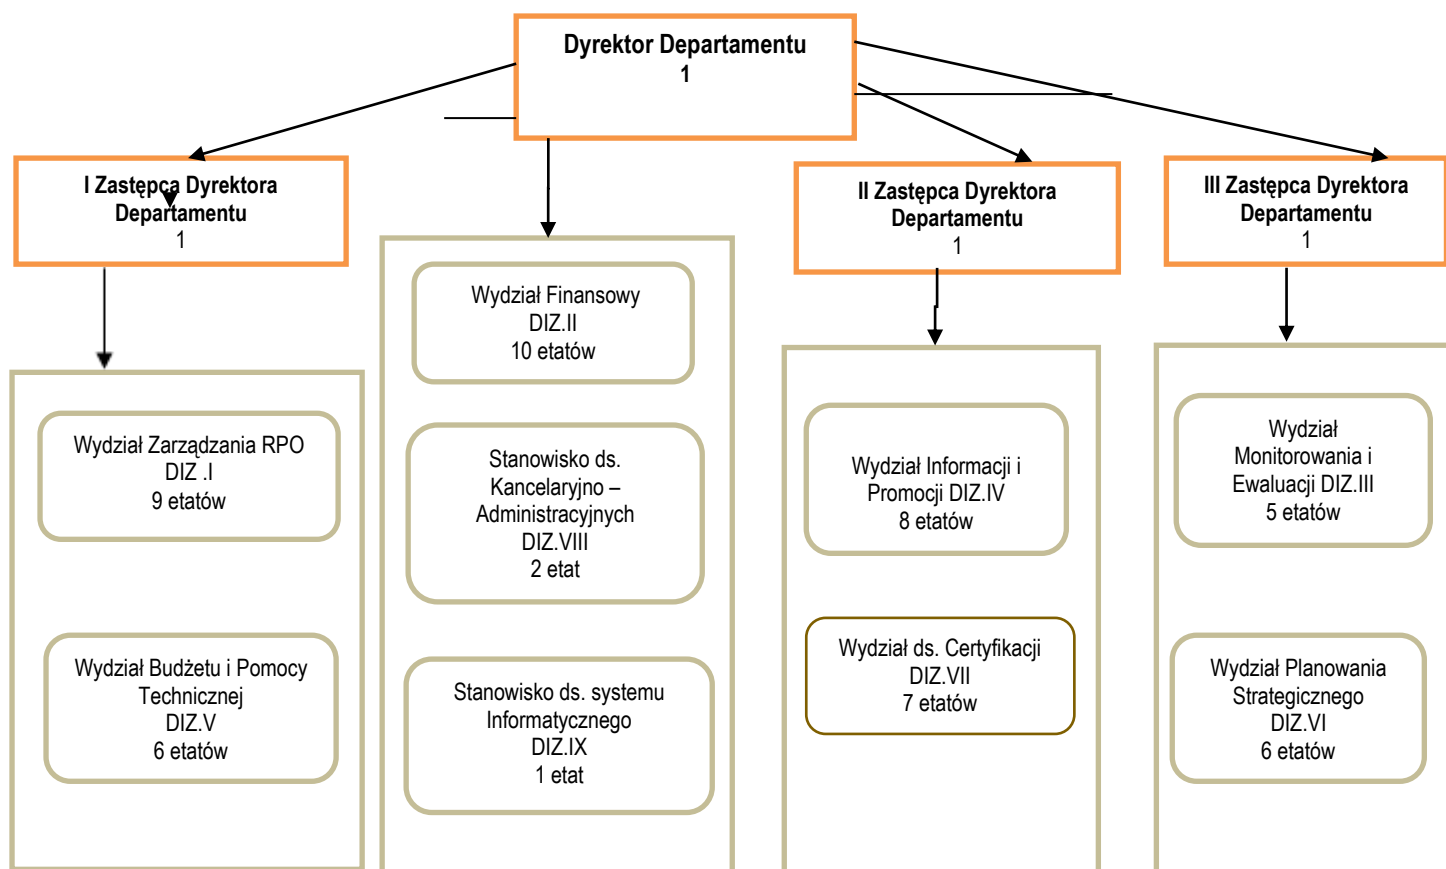 Dyrektor Departamentu
1
I Zastępca Dyrektora
Departamentu
1
II Zastępca Dyrektora
Departamentu
1
III Zastępca Dyrektora
Departamentu
1
Wydział Zarządzania RPO
DIZ .I
9 etatów
Wydział Budżetu i Pomocy
Technicznej
DIZ.V
6 etatów
Wydział Finansowy
DIZ.II
10 etatów
Stanowisko ds.
Kancelaryjno –
Administracyjnych
DIZ.VIII
2 etat
Stanowisko ds. systemu
Informatycznego
DIZ.IX
1 etat
Wydział Informacji i
Promocji DIZ.IV
8 etatów
Wydział ds. Certyfikacji
DIZ.VII
7 etatów
Wydział
Monitorowania i
Ewaluacji DIZ.III
5 etatów
Wydział Planowania
Strategicznego
DIZ.VI
6 etatów